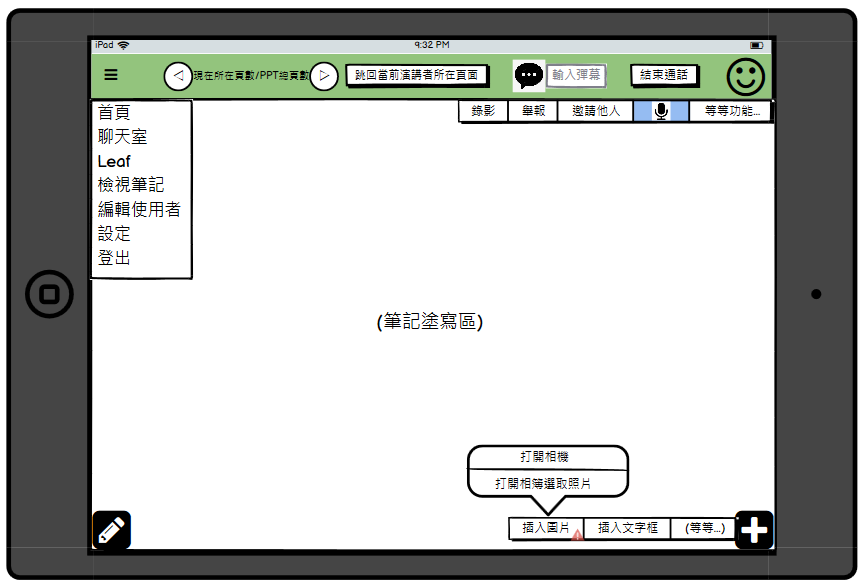 iPad
9:32 PM
現在所在頁數/PPT總頁數
跳回當前演講者所在頁面
輸入彈幕
結束通話
首頁
聊天室
Leaf
檢視筆記
編輯使用者
設定
登出
錄影
舉報
邀請他人
等等功能...
(筆記塗寫區)
打開相機
打開相簿選取照片
插入圖片
插入文字框
(等等...)